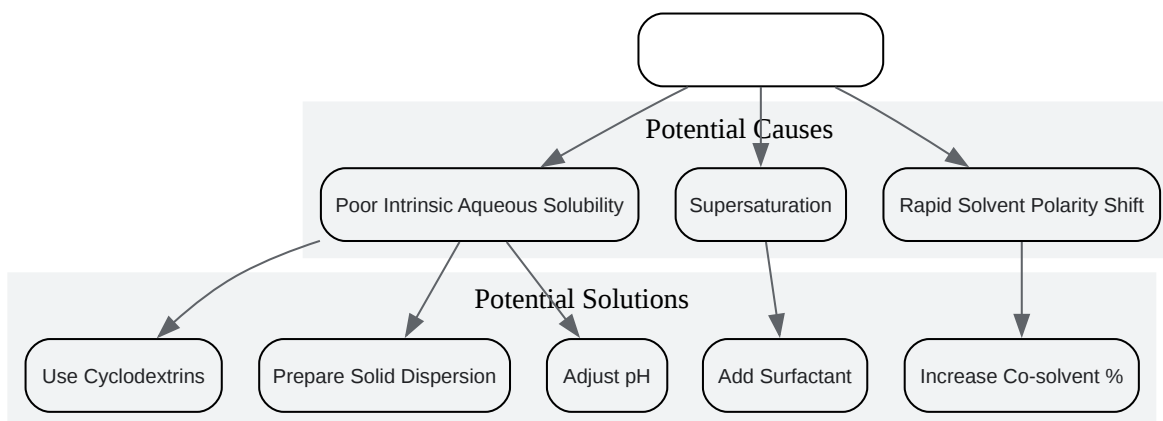 Potential Causes
Poor Intrinsic Aqueous Solubility
Supersaturation
Rapid Solvent Polarity Shift
Potential Solutions
Use Cyclodextrins
Prepare Solid Dispersion
Adjust pH
Add Surfactant
Increase Co-solvent %